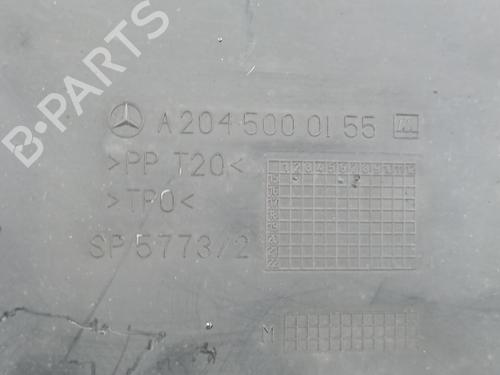 B-PARTS
A 204 500 01 55
>PP T20<
>TPO<
SP 5773/2
M